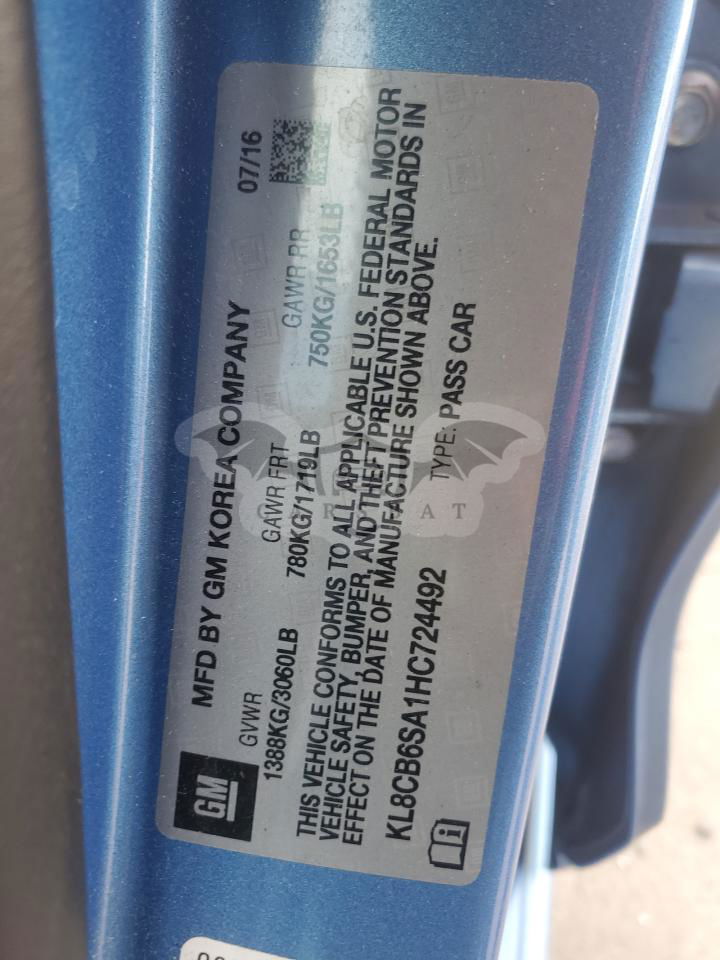 MFD BY GM KOREA COMPANY 07/16
GM
GVWR GAWR FRT GAWR RR
1388KG/3060LB 780KG/1719LB 750KG/1653LB
THIS VEHICLE CONFORMS TO ALL APPLICABLE U.S. FEDERAL MOTOR
VEHICLE SAFETY, BUMPER, AND THEFT PREVENTION STANDARDS IN
EFFECT ON THE DATE OF MANUFACTURE SHOWN ABOVE.
KL8CB6SA1HC724492 TYPE: PASS CAR